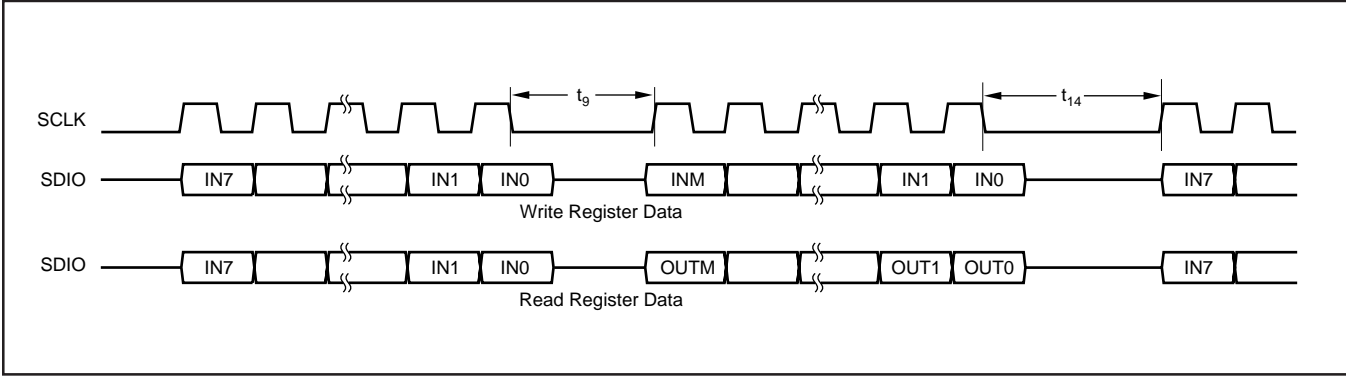 t9 t14
SCLK
SDIO IN7 IN1 IN0 INM IN1 IN0 IN7
Write Register Data
SDIO IN7 IN1 IN0 OUTM OUT1 OUT0 IN7
Read Register Data